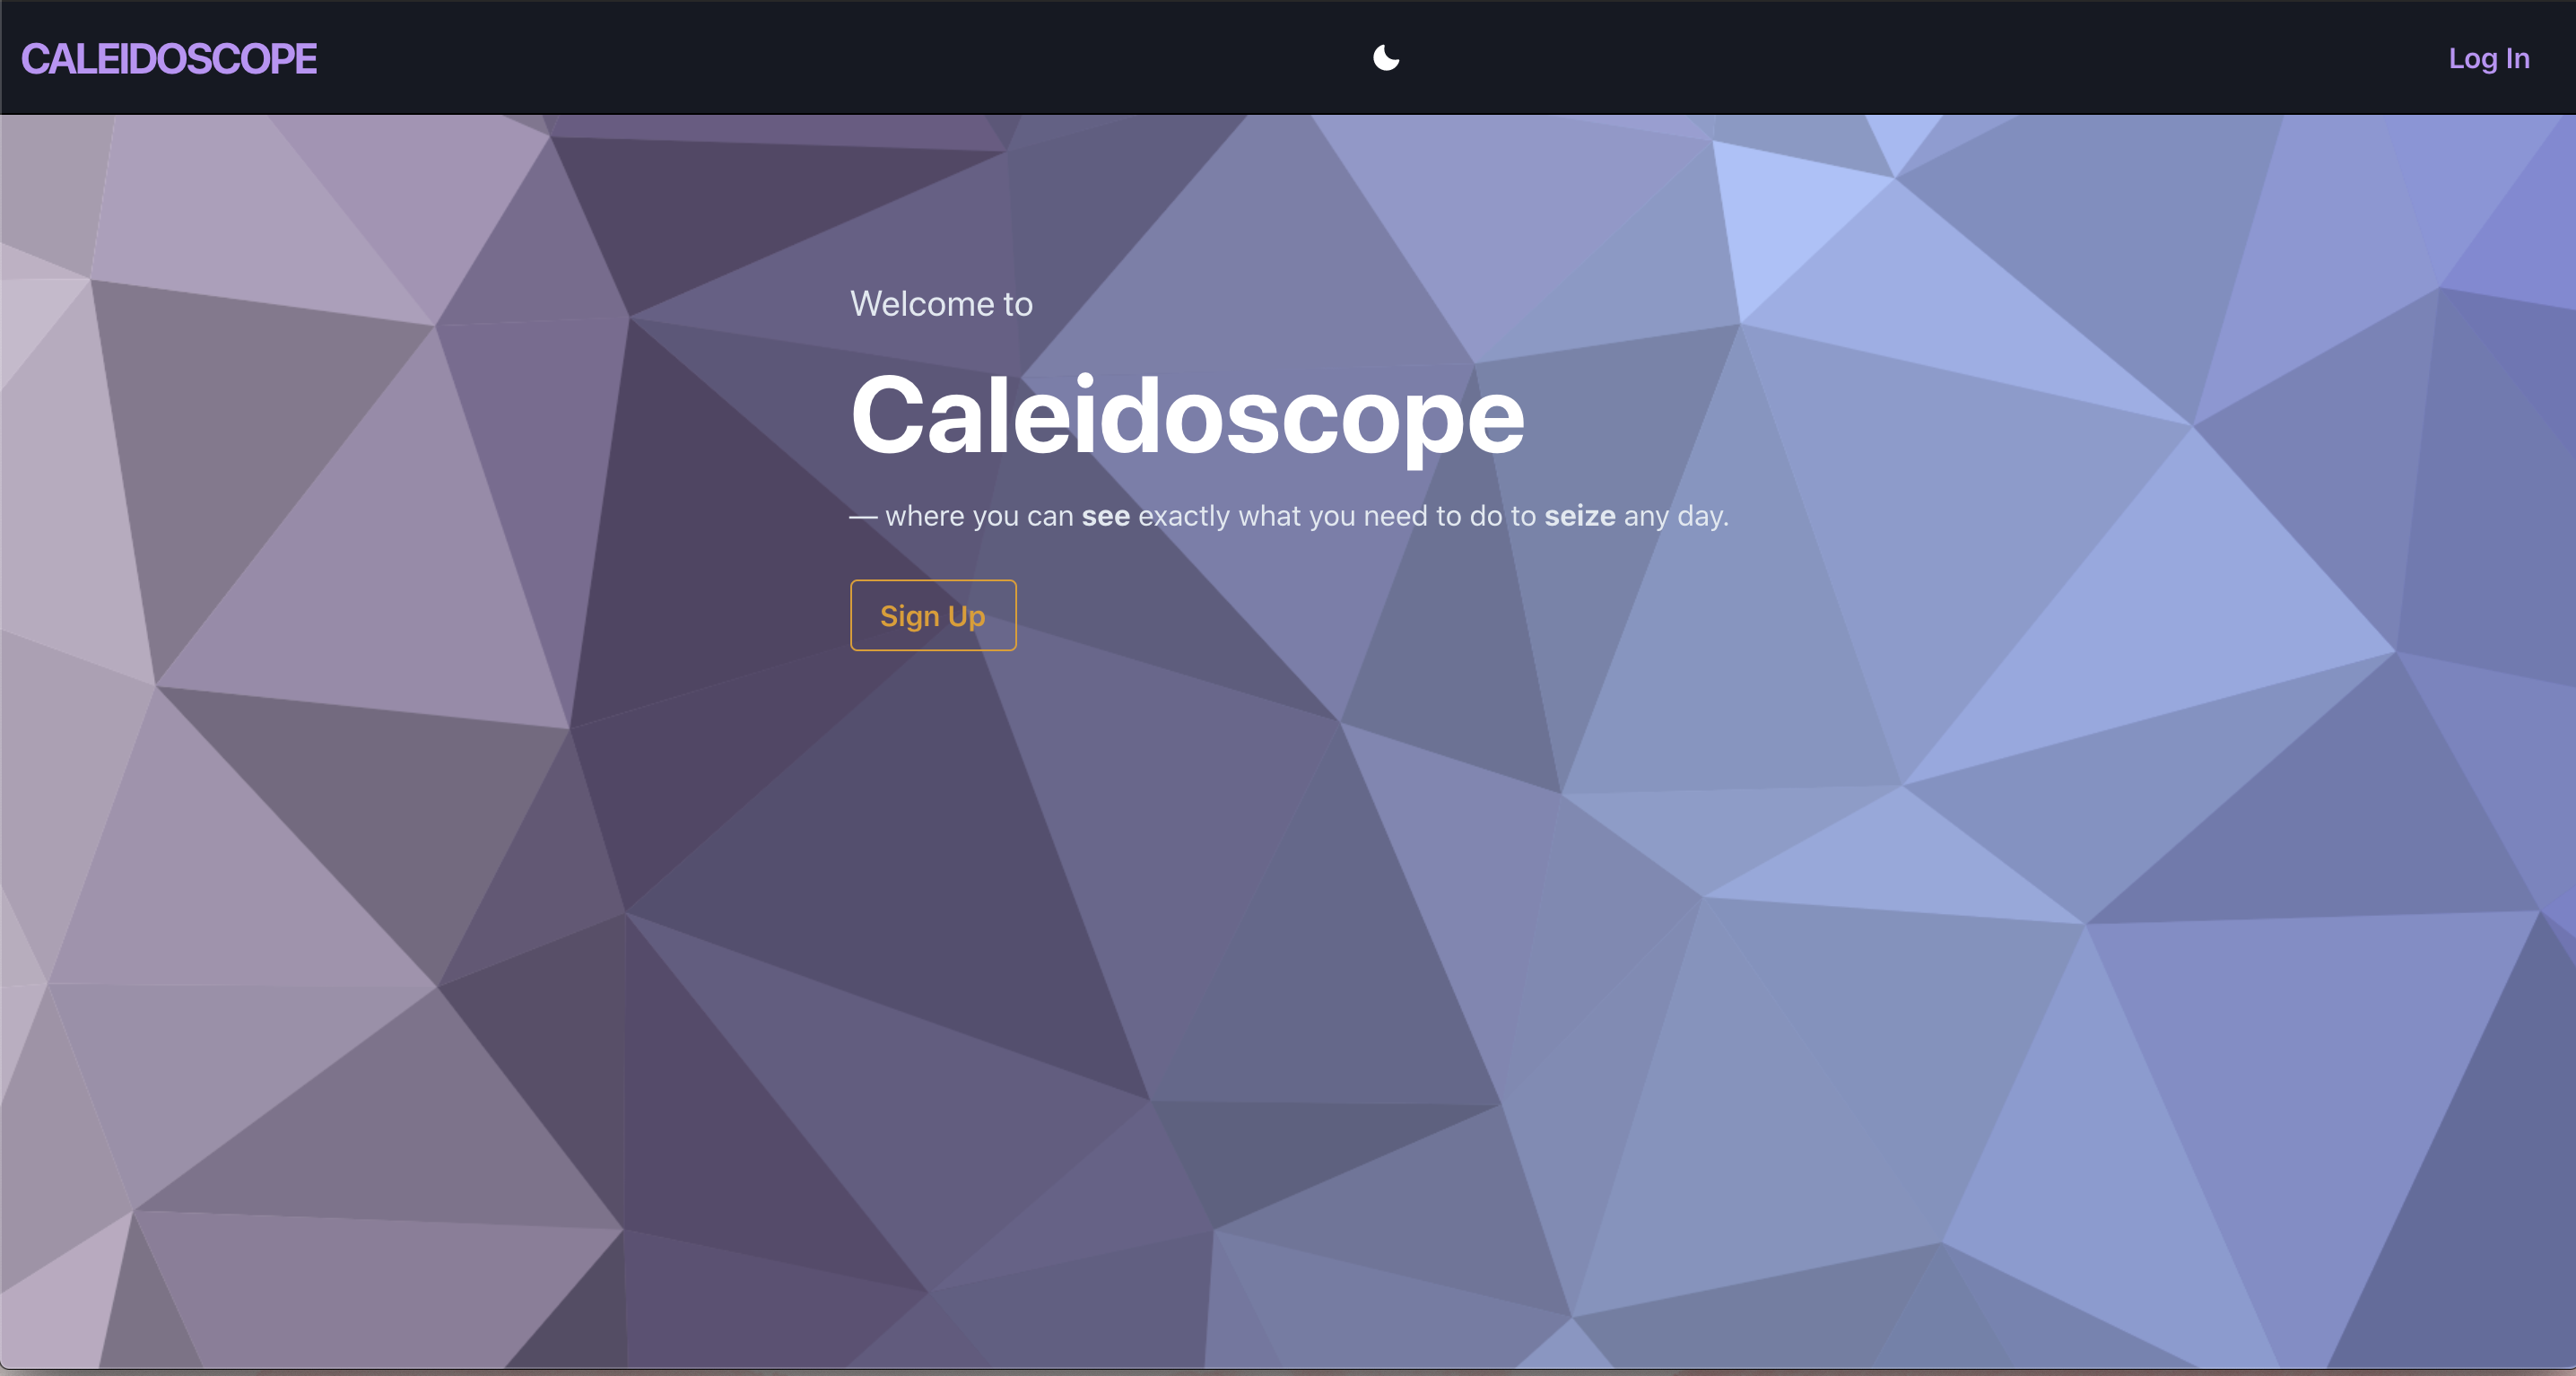 CALEIDOSCOPE
Log In
Welcome to
Caleidoscope
— where you can see exactly what you need to do to seize any day.
Sign Up